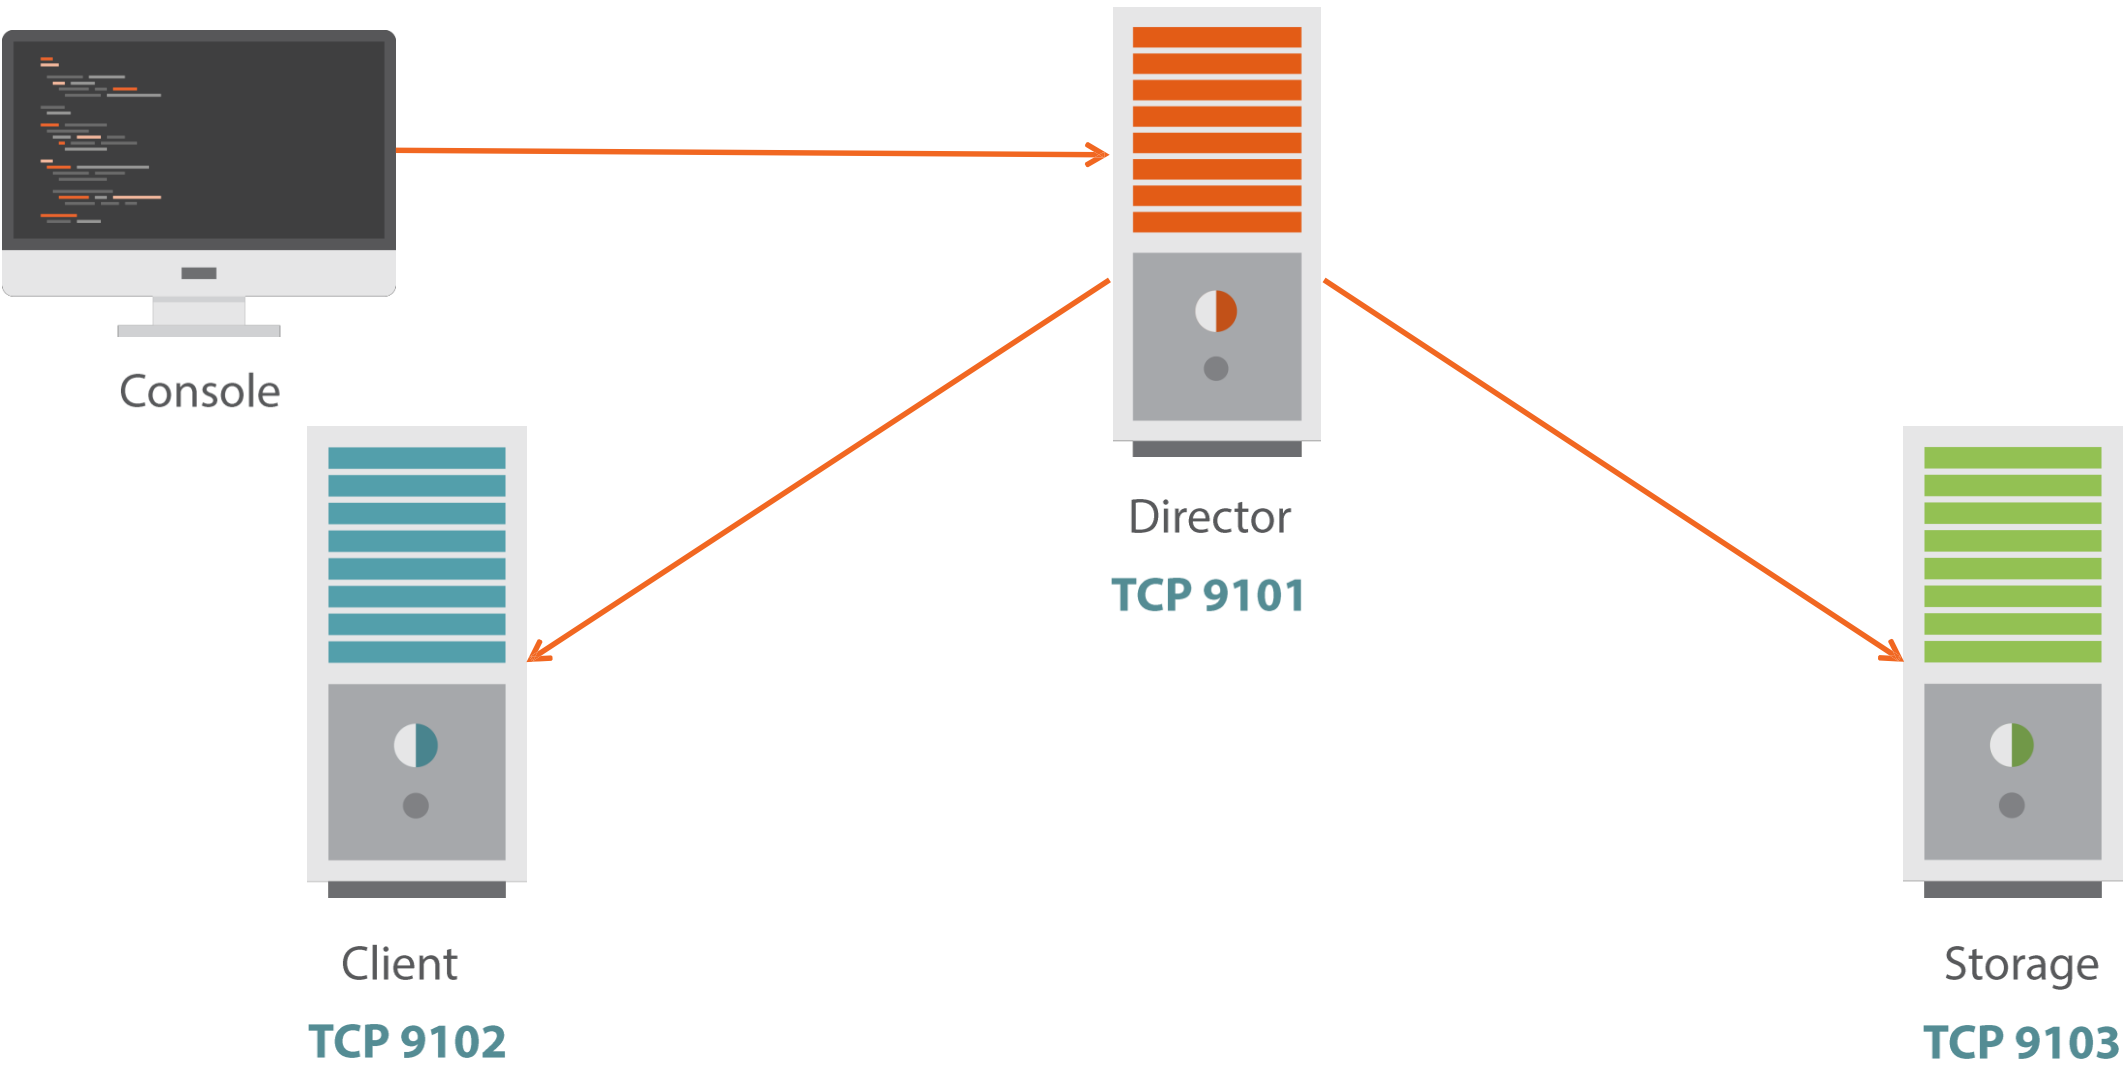 Console
Director
TCP 9101
Client
TCP 9102
Storage
TCP 9103